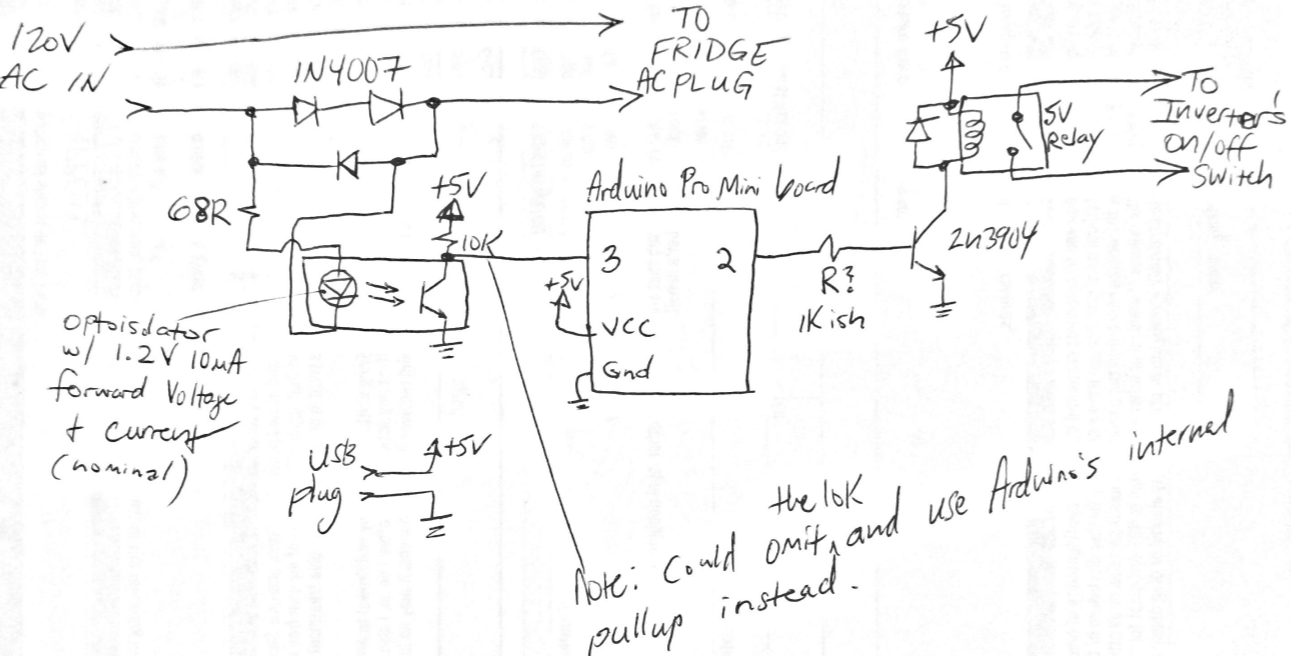 120V
AC IN
1N4007
TO
FRIDGE
AC PLUG
+5V
TO
Inverter's
on/off
Switch
5V
Relay
68R
+5V
10K
Arduino Pro Mini board
3
2
+5V
VCC
Gnd
R?
1Kish
2N3904
optoisolator
w/ 1.2V 10mA
forward Voltage
+ current
(nominal)
USB
plug
+5V
Note: Could omit the 10K and use Arduino's internal
pullup instead.